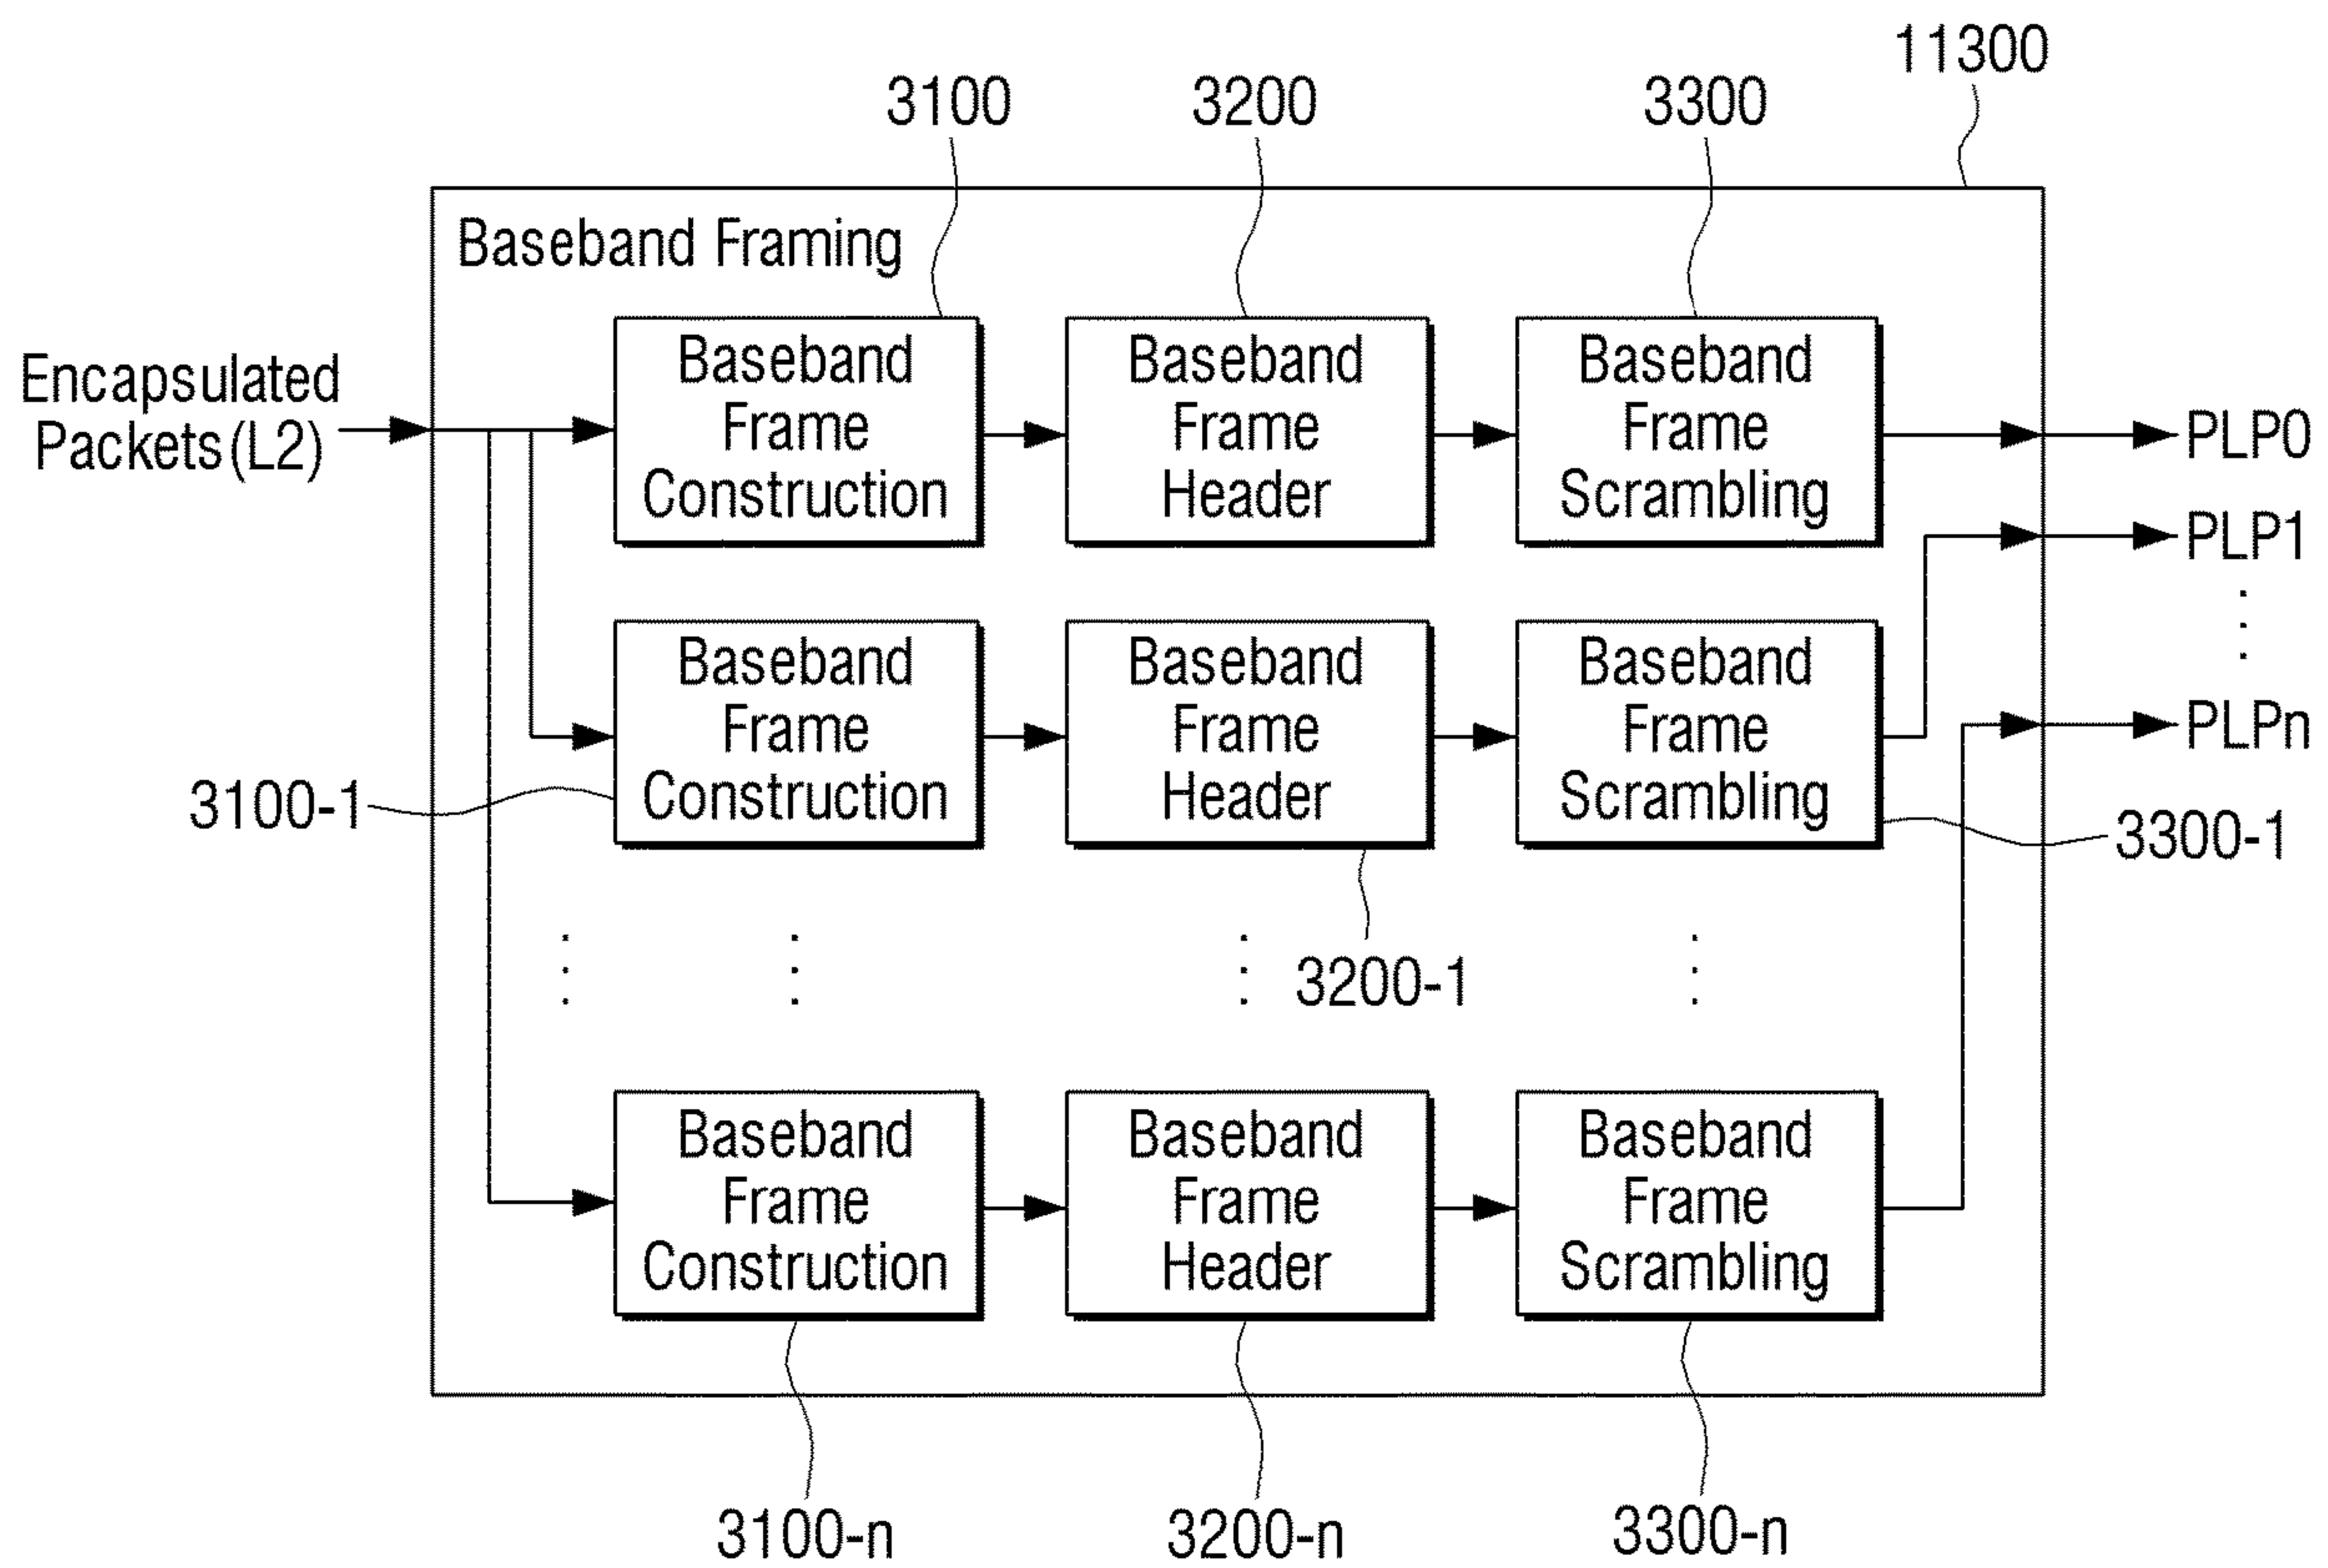 11300
3100
3200
3300
Baseband Framing
Encapsulated
Packets(L2)
Baseband
Frame
Construction
Baseband
Frame
Header
Baseband
Frame
Scrambling
PLP0
PLP1
PLPn
Baseband
Frame
Construction
Baseband
Frame
Header
Baseband
Frame
Scrambling
3100-1
3300-1
3200-1
Baseband
Frame
Construction
Baseband
Frame
Header
Baseband
Frame
Scrambling
3100-n
3200-n
3300-n